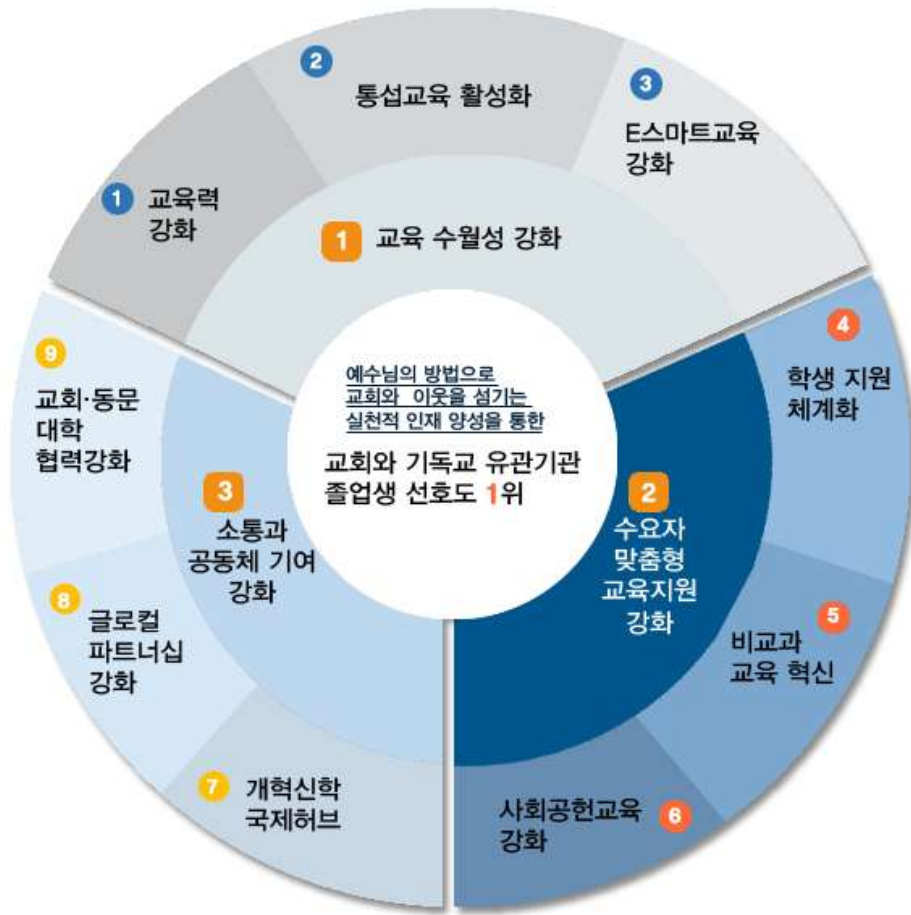 2
통섭교육 활성화
3
E스마트교육
강화
1 교육력
강화
1 교육 수월성 강화
예수님의 방법으로
교회와 이웃을 섬기는
실천적 인재 양성을 통한
교회와 기독교 유관기관
졸업생 선호도 1위
2
수요자
맞춤형
교육지원
강화
4
학생 지원
체계화
5
비교과
교육 혁신
사회공헌교육 6
강화
3
소통과
공동체 기여
강화
7 개혁신학
국제허브
8
글로컬
파트너십
강화
9
교회·동문
대학
협력강화